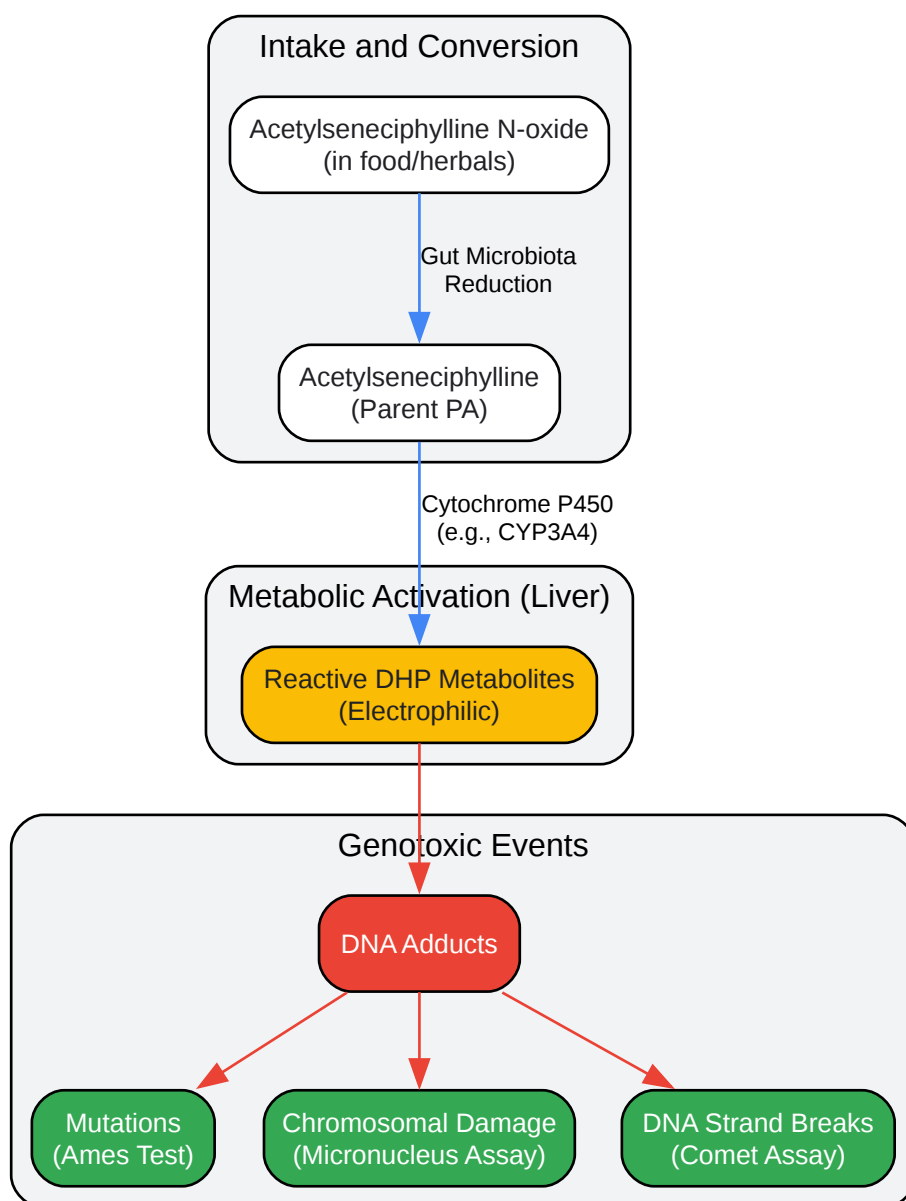 Intake and Conversion
Acetylseneciphylline N-oxide
(in food/herbals)
Gut Microbiota
Reduction
Acetylseneciphylline
(Parent PA)
Cytochrome P450
(e.g., CYP3A4)
Metabolic Activation (Liver)
Reactive DHP Metabolites
(Electrophilic)
Genotoxic Events
DNA Adducts
Mutations
(Ames Test)
Chromosomal Damage
(Micronucleus Assay)
DNA Strand Breaks
(Comet Assay)